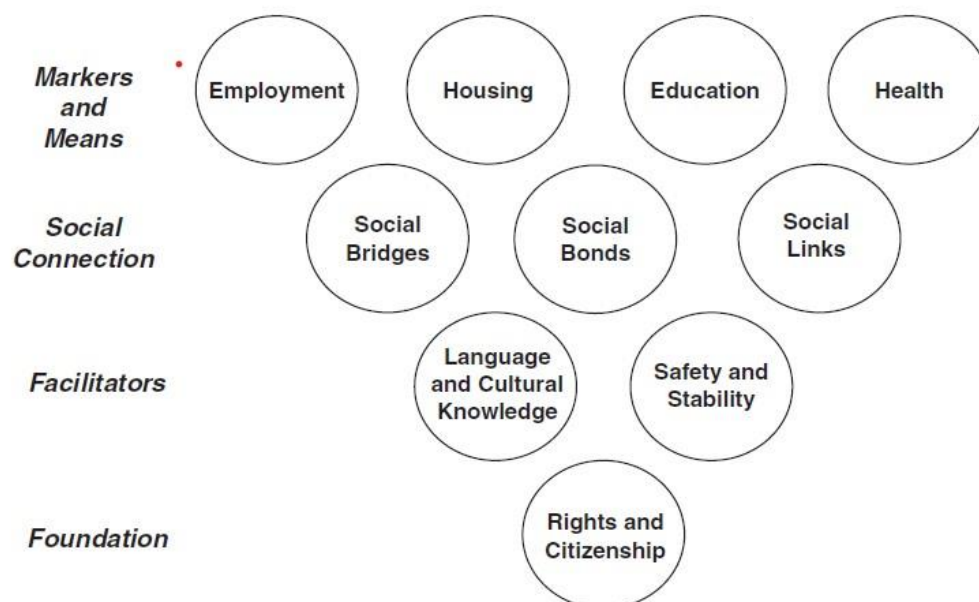 Markers
and
Means
Employment
Housing
Education
Health
Social
Connection
Social
Bridges
Social
Bonds
Social
Links
Facilitators
Language
and Cultural
Knowledge
Safety and
Stability
Foundation
Rights and
Citizenship